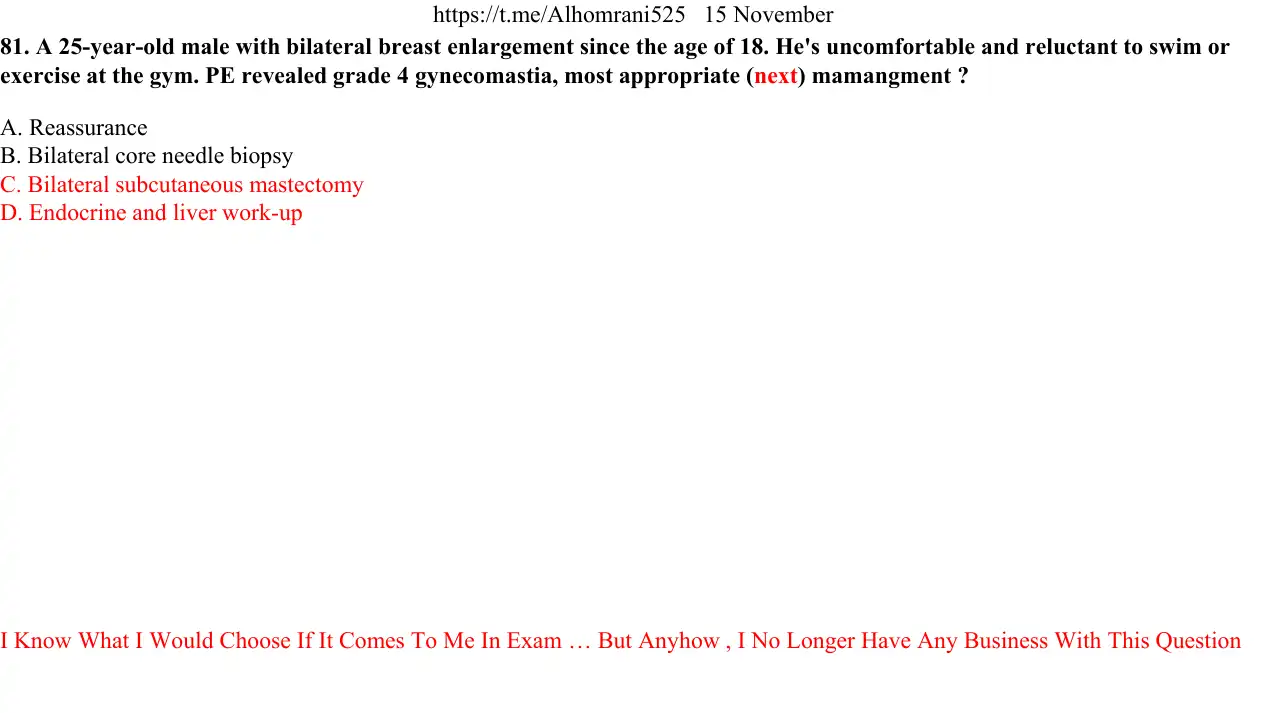 https://t.me/Alhomrani525 15 November
81. A 25-year-old male with bilateral breast enlargement since the age of 18. He's uncomfortable and reluctant to swim or
exercise at the gym. PE revealed grade 4 gynecomastia, most appropriate (next) mamangment ?
A. Reassurance
B. Bilateral core needle biopsy
C. Bilateral subcutaneous mastectomy
D. Endocrine and liver work-up
I Know What I Would Choose If It Comes To Me In Exam … But Anyhow , I No Longer Have Any Business With This Question